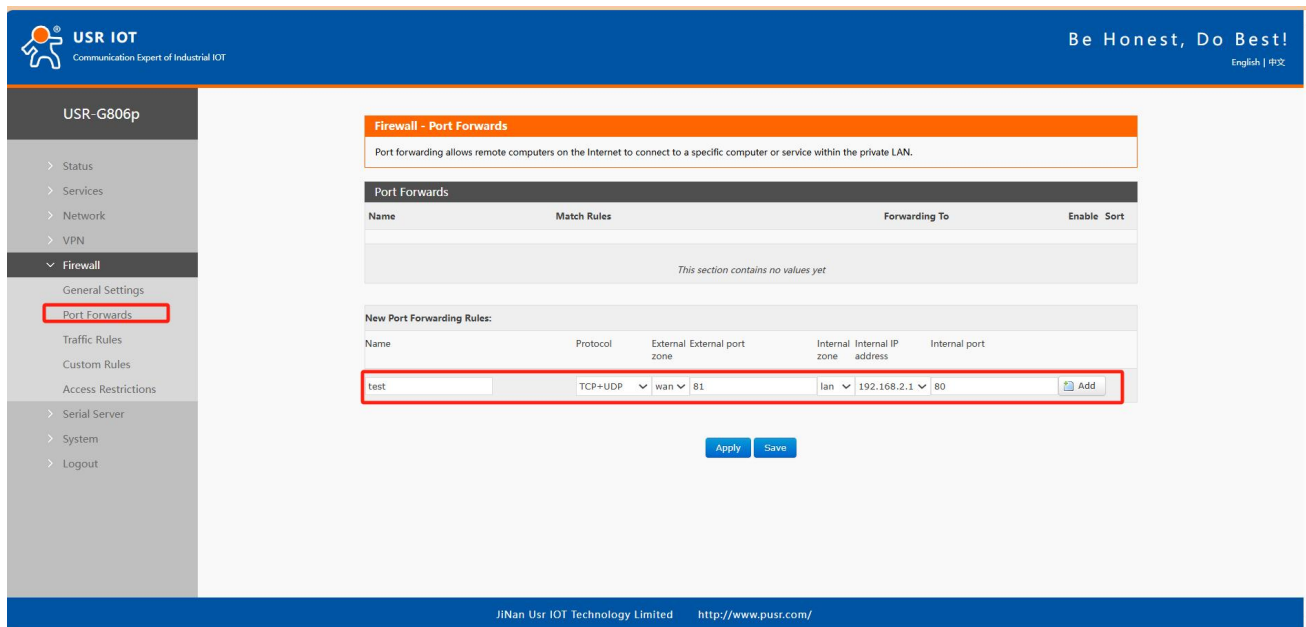 USR IOT
Communication Expert of Industrial IOT
Be Honest, Do Best!
English | 中文
USR-G806p
Status
Services
Network
VPN
Firewall
General Settings
Port Forwards
Traffic Rules
Custom Rules
Access Restrictions
Serial Server
System
Logout
Firewall - Port Forwards
Port forwarding allows remote computers on the Internet to connect to a specific computer or service within the private LAN.
Port Forwards
Name Match Rules Forwarding To Enable Sort
This section contains no values yet
New Port Forwarding Rules:
Name Protocol External zone External port Internal zone Internal IP address Internal port
test TCP+UDP wan 81 lan 192.168.2.1 80 Add
Apply Save
JiNan Usr IOT Technology Limited http://www.pusr.com/